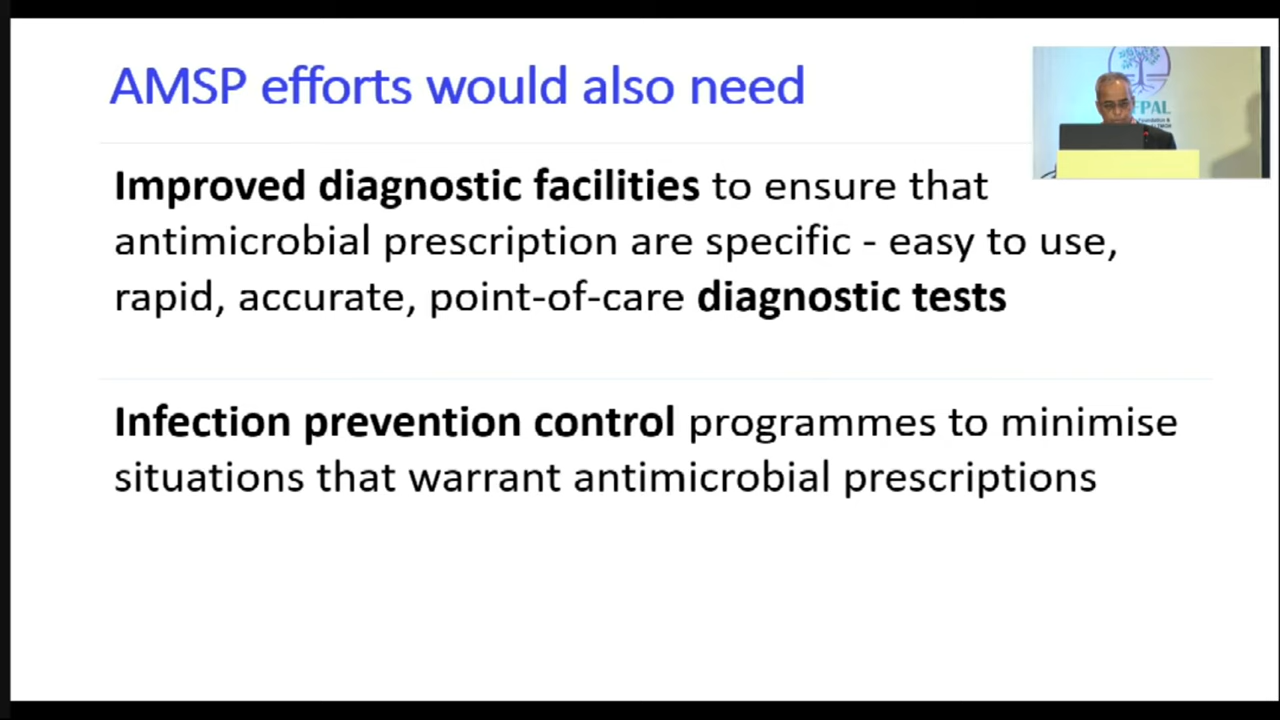 AMSP efforts would also need
FPAL
Improved diagnostic facilities to ensure that
antimicrobial prescription are specific - easy to use,
rapid, accurate, point-of-care diagnostic tests
Infection prevention control programmes to minimise
situations that warrant antimicrobial prescriptions